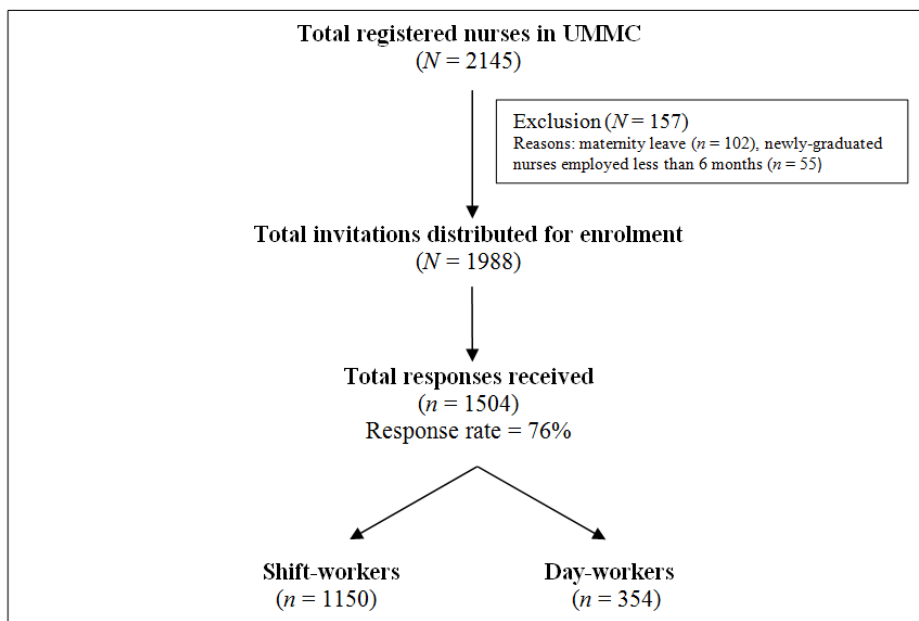 Total registered nurses in UMMC
(N = 2145)
Exclusion (N = 157)
Reasons: maternity leave (n = 102), newly-graduated
nurses employed less than 6 months (n = 55)
Total invitations distributed for enrolment
(N = 1988)
Total responses received
(n = 1504)
Response rate = 76%
Shift-workers
(n = 1150)
Day-workers
(n = 354)